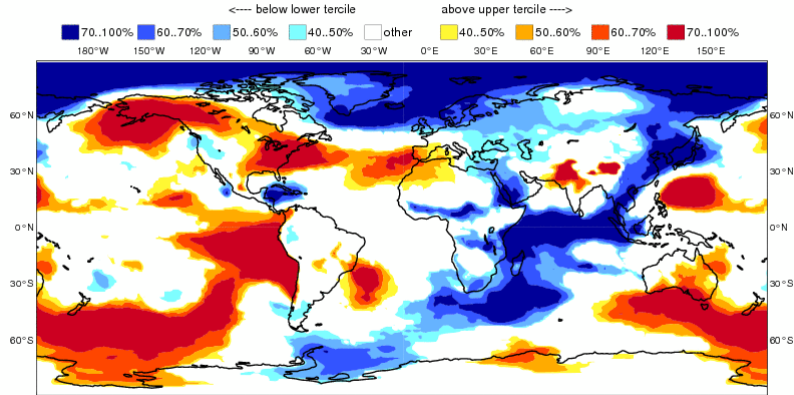 <---- below lower tercile above upper tercile ---->
70..100% 60..70% 50..60% 40..50% other 40..50% 50..60% 60..70% 70..100%
180°W 150°W 120°W 90°W 60°W 30°W 0°E 30°E 60°E 90°E 120°E 150°E
60°N 60°N
30°N 30°N
0°N 0°N
30°S 30°S
60°S 60°S